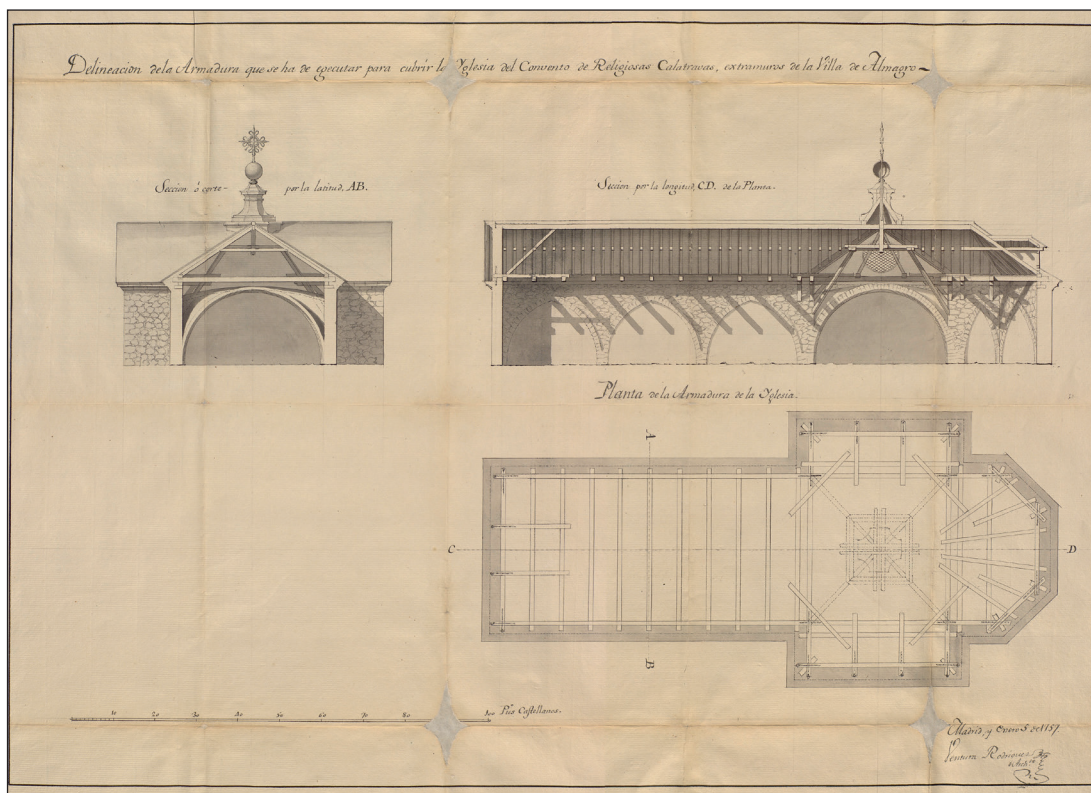 Delineacion de la Armadura que se ha de egecutar para cubrir la Yglesia del Convento de Religiosas Calatravas, extramuros de la Villa de Almagro
Seccion ó corte por la latitud, AB.
Seccion por la longitud, CD. de la Planta.
Planta de la Armadura de la Yglesia.
A
C
D
B
10 20 30 40 50 60 70 80 100 Pies Castellanos.
Madrid, y Enero 5 de 1757
Ventura Rodriguez